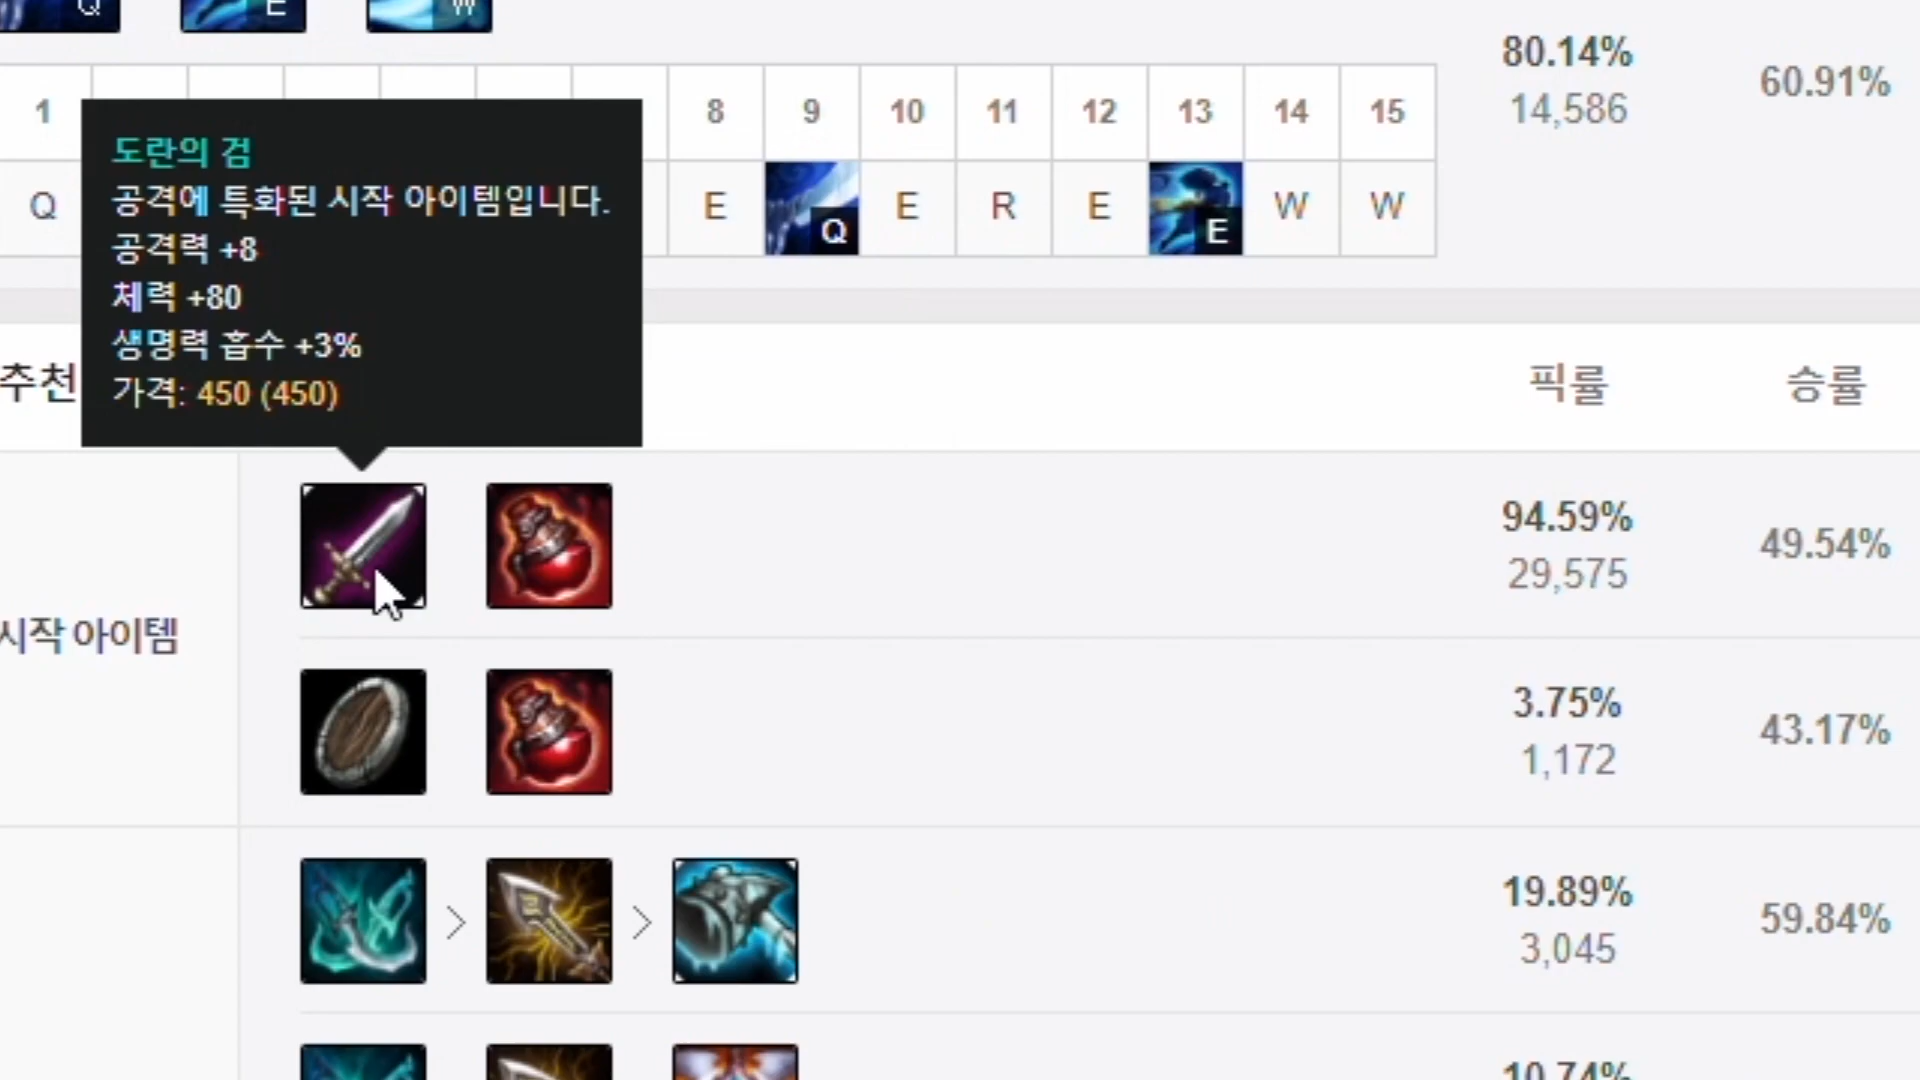 Q E W
80.14%
14,586
60.91%
1 8 9 10 11 12 13 14 15
Q E Q E R E E W W
도란의 검
공격에 특화된 시작 아이템입니다.
공격력 +8
체력 +80
생명력 흡수 +3%
가격: 450 (450)
추천
픽률 승률
94.59%
29,575
49.54%
시작 아이템
3.75%
1,172
43.17%
19.89%
3,045
59.84%
10.74%